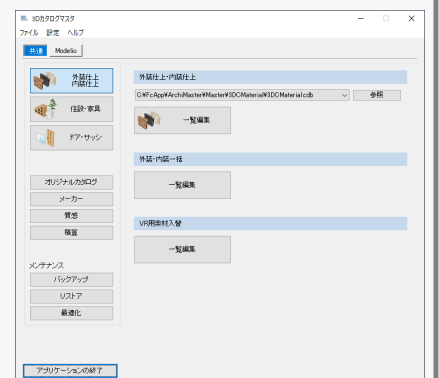 3Dカタログマスタ
ファイル 設定 ヘルプ
共通 Modelio
外装仕上
内装仕上
住設・家具
ドア・サッシ
オリジナルカタログ
メーカー
質感
積算
メンテナンス
バックアップ
リストア
最適化
アプリケーションの終了
外装仕上・内装仕上
C:¥FcApp¥ArchiMaster¥Master¥3DCMaterial¥3DCMaterial.cdb 参照
一覧編集
外装・内装一括
一覧編集
VR用素材入替
一覧編集